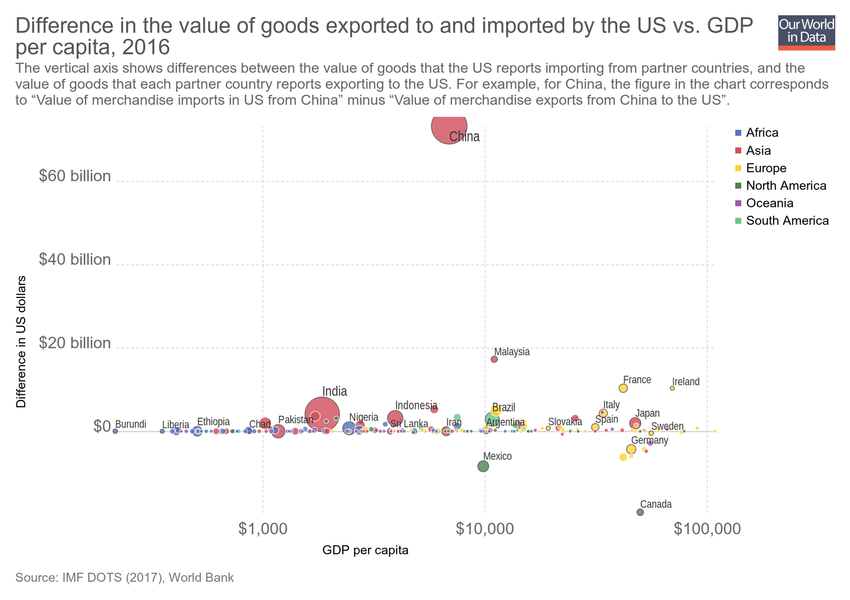 Difference in the value of goods exported to and imported by the US vs. GDP
per capita, 2016
Our World
in Data
The vertical axis shows differences between the value of goods that the US reports importing from partner countries, and the
value of goods that each partner country reports exporting to the US. For example, for China, the figure in the chart corresponds
to “Value of merchandise imports in US from China” minus “Value of merchandise exports from China to the US”.
Africa
Asia
Europe
North America
Oceania
South America
China
$60 billion
$40 billion
Difference in US dollars
$20 billion
Malaysia
France
Ireland
India
Indonesia
Brazil
Italy
Japan
$0
Burundi
Liberia
Ethiopia
Chad
Pakistan
Nigeria
Sri Lanka
Iran
Argentina
Slovakia
Spain
Sweden
Germany
Mexico
Canada
$1,000
$10,000
$100,000
GDP per capita
Source: IMF DOTS (2017), World Bank